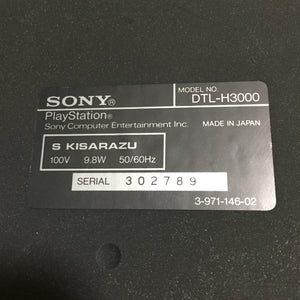 SONY®
MODEL NO.
DTL-H3000
PlayStation®
Sony Computer Entertainment Inc.
MADE IN JAPAN
S KISARAZU
100V 9.8W 50/60Hz
SERIAL 302789
3-971-146-02